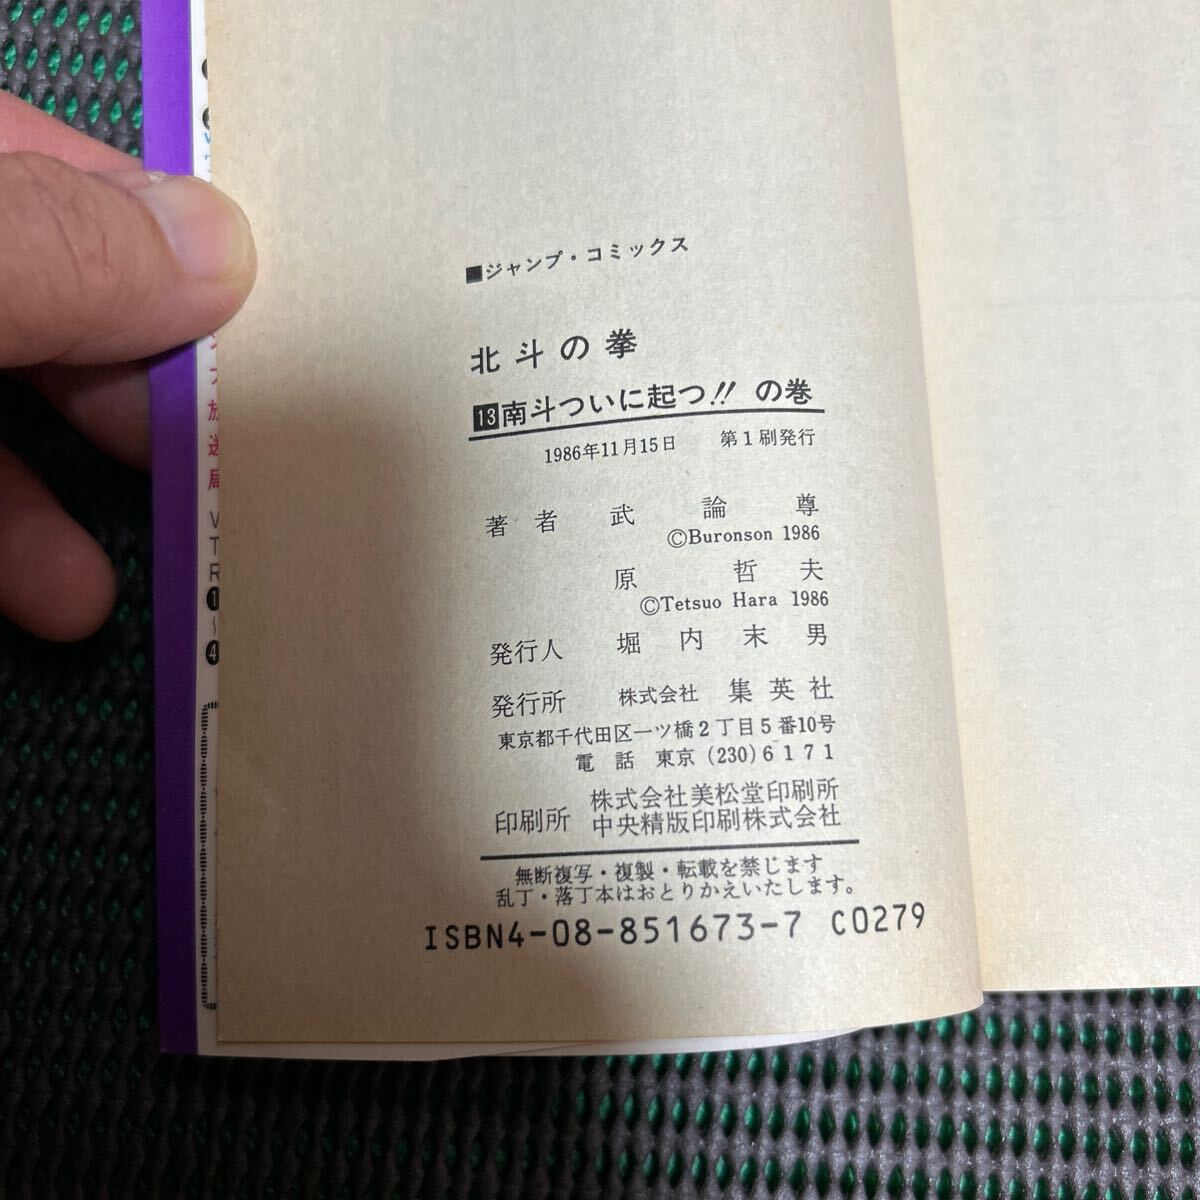 ■ジャンプ・コミックス
北斗の拳
13南斗ついに起つ!! の巻
1986年11月15日 第1刷発行
著者 武論尊
©Buronson 1986
原哲夫
©Tetsuo Hara 1986
発行人 堀内末男
発行所 株式会社 集英社
東京都千代田区一ツ橋2丁目5番10号
電話 東京 (230) 6171
印刷所 株式会社美松堂印刷所
中央精版印刷株式会社
無断複写・複製・転載を禁じます
乱丁・落丁本はおとりかえいたします。
ISBN4-08-851673-7 C0279
放送局 VTR
1~4